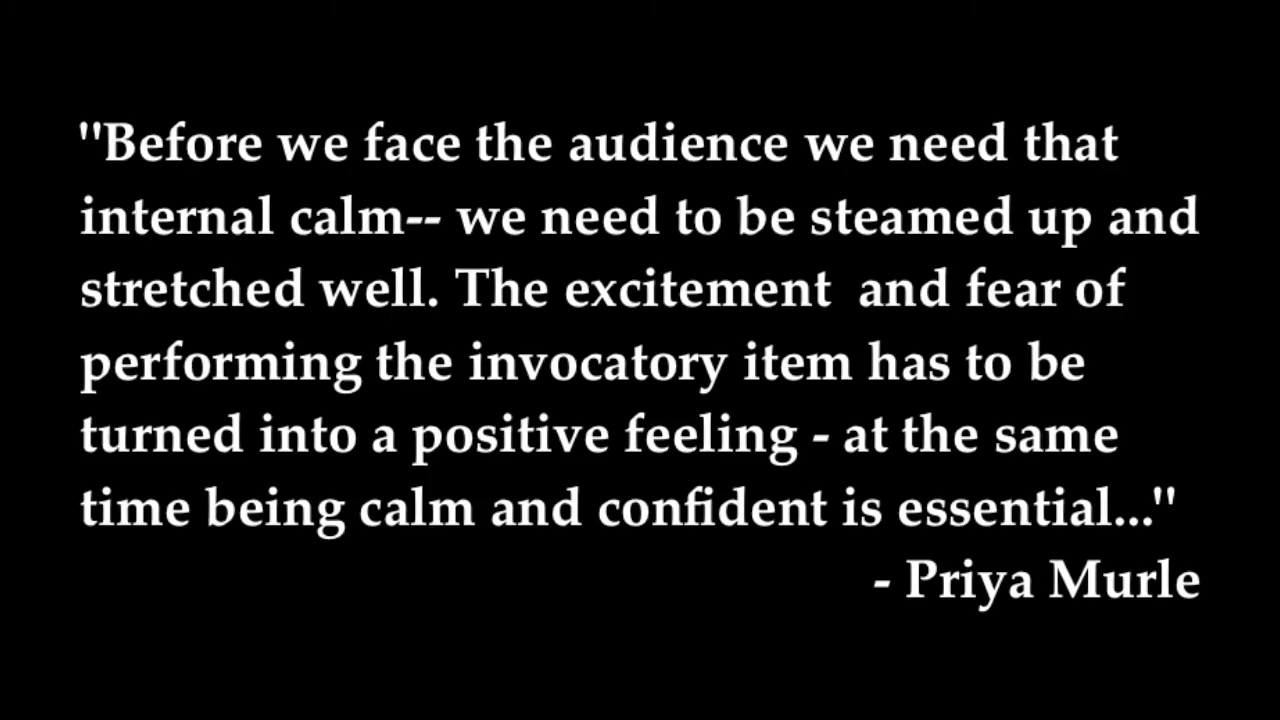 "Before we face the audience we need that
internal calm-- we need to be steamed up and
stretched well. The excitement  and fear of
performing the invocatory item has to be
turned into a positive feeling - at the same
time being calm and confident is essential..."
- Priya Murle